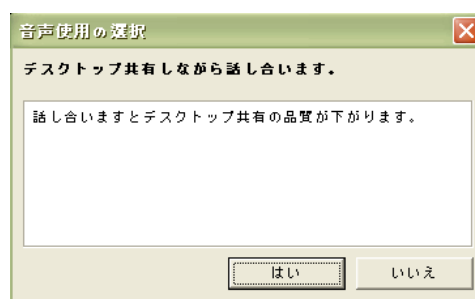 音声使用の選択
デスクトップ共有しながら話し合います。
話し合いますとデスクトップ共有の品質が下がります。
はい
いいえ